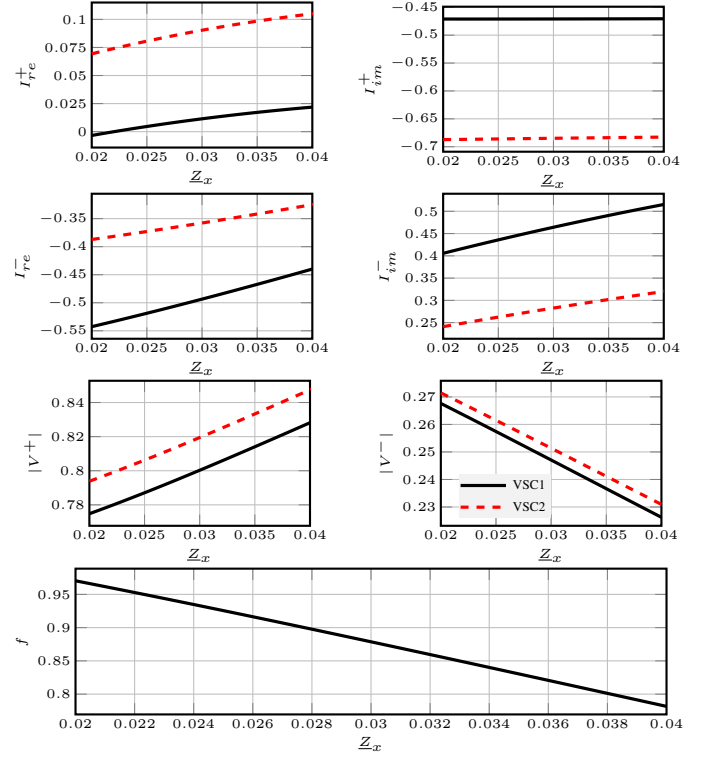 0.1
0.075
0.05
0.025
0
0.02 0.025 0.03 0.035 0.04
I_{re}^{+}
Z_x
−0.45
−0.5
−0.55
−0.6
−0.65
−0.7
0.02 0.025 0.03 0.035 0.04
I_{im}^{+}
Z_x
−0.35
−0.4
−0.45
−0.5
−0.55
0.02 0.025 0.03 0.035 0.04
I_{re}^{−}
Z_x
0.5
0.45
0.4
0.35
0.3
0.25
0.02 0.025 0.03 0.035 0.04
I_{im}^{−}
Z_x
0.84
0.82
0.8
0.78
0.02 0.025 0.03 0.035 0.04
|V^{+}|
Z_x
0.27
0.26
0.25
0.24
0.23
0.02 0.025 0.03 0.035 0.04
|V^{−}|
Z_x
VSC1
VSC2
0.95
0.9
0.85
0.8
0.02 0.022 0.024 0.026 0.028 0.03 0.032 0.034 0.036 0.038 0.04
f
Z_x